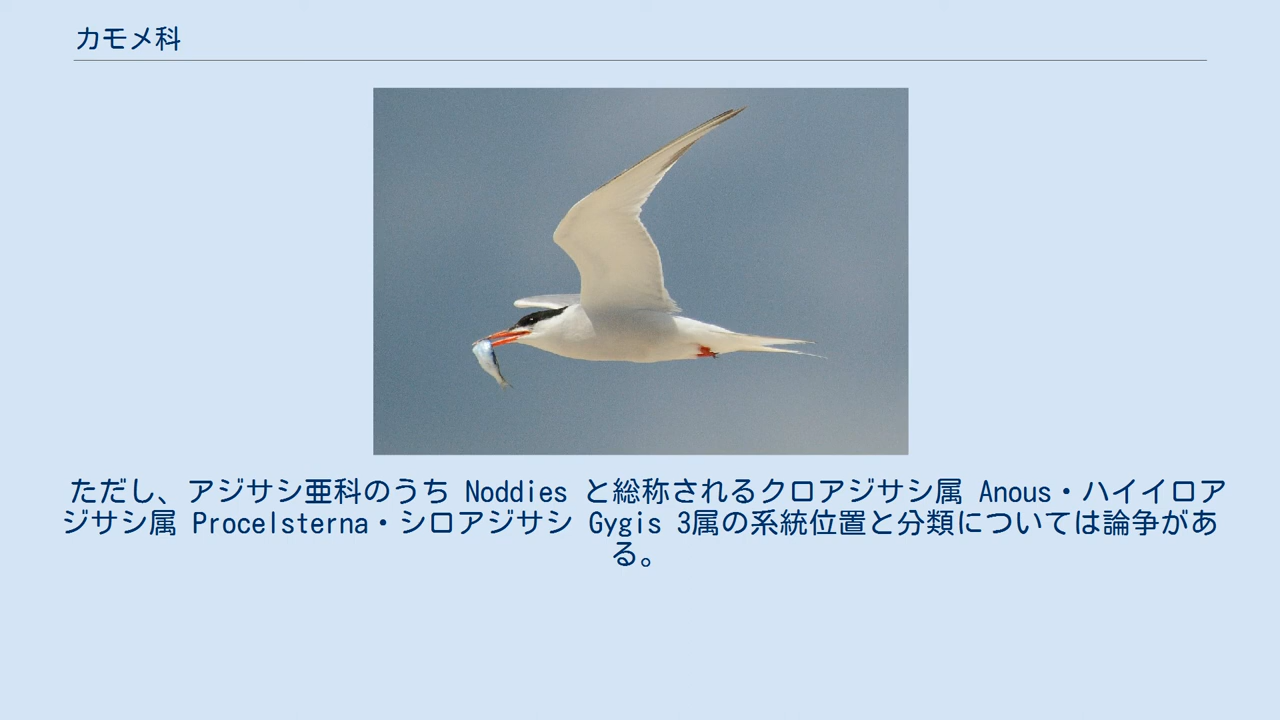 カモメ科
ただし、アジサシ亜科のうち Noddies と総称されるクロアジサシ属 Anous・ハイイロア
ジサシ属 Procelsterna・シロアジサシ Gygis 3属の系統位置と分類については論争があ
る。